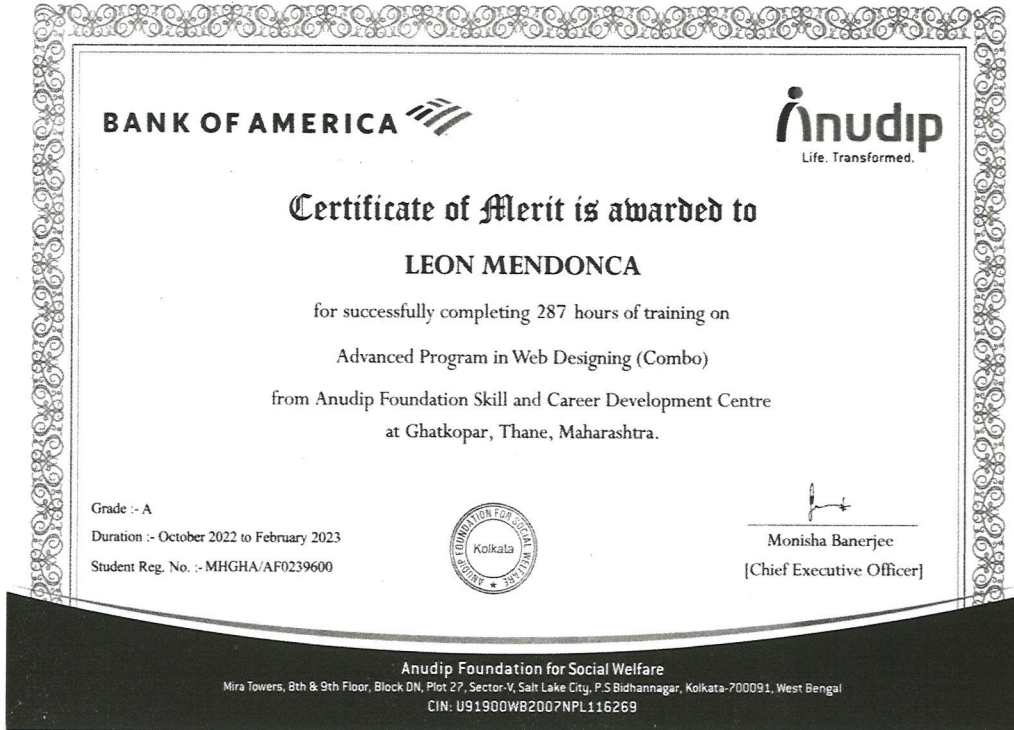 BANK OF AMERICA
Anudip
Life. Transformed.
Certificate of Merit is awarded to
LEON MENDONCA
for successfully completing 287 hours of training on
Advanced Program in Web Designing (Combo)
from Anudip Foundation Skill and Career Development Centre
at Ghatkopar, Thane, Maharashtra.
Grade :- A
Duration :- October 2022 to February 2023
Student Reg. No. :- MHGHA/AF0239600
ANUDIP FOUNDATION FOR SOCIAL WELFARE
Kolkata
Monisha Banerjee
[Chief Executive Officer]
Anudip Foundation for Social Welfare
Mira Towers, 8th & 9th Floor, Block DN, Plot 27, Sector-V, Salt Lake City, P.S Bidhannagar, Kolkata-700091, West Bengal
CIN: U91900WB2007NPL116269